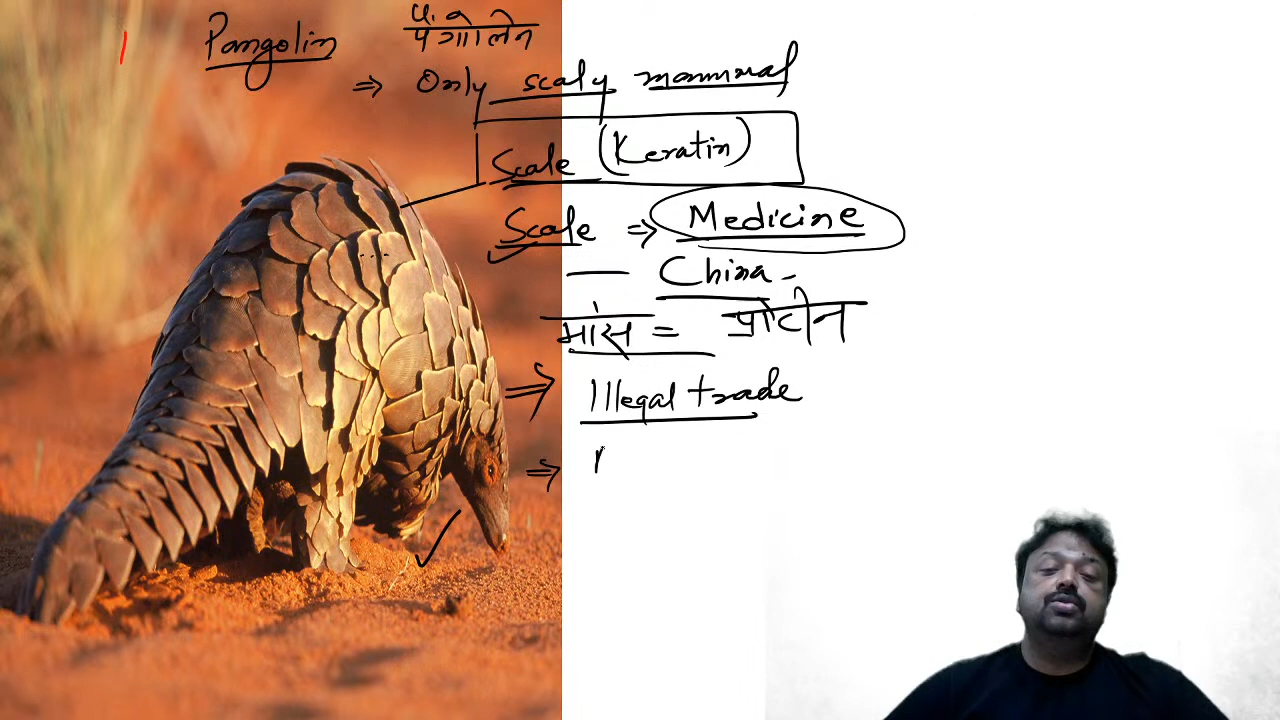 Pangolin पैंगोलिन
⇒ Only scaly mammal
Scale (Keratin)
Scale ⇒ Medicine
— China -
मांस = प्रोटीन
⇒ Illegal trade
⇒